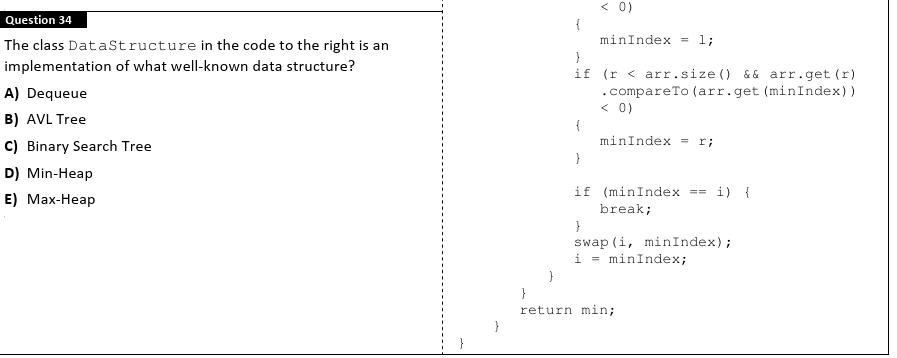 Question 34
The class DataStructure in the code to the right is an
implementation of what well-known data structure?
A) Dequeue
B) AVL Tree
C) Binary Search Tree
D) Min-Heap
E) Max-Heap
< 0)
{
minIndex = l;
}
if (r < arr.size() && arr.get(r)
.compareTo(arr.get(minIndex))
< 0)
{
minIndex = r;
}
if (minIndex == i) {
break;
}
swap(i, minIndex);
i = minIndex;
}
}
return min;
}
}